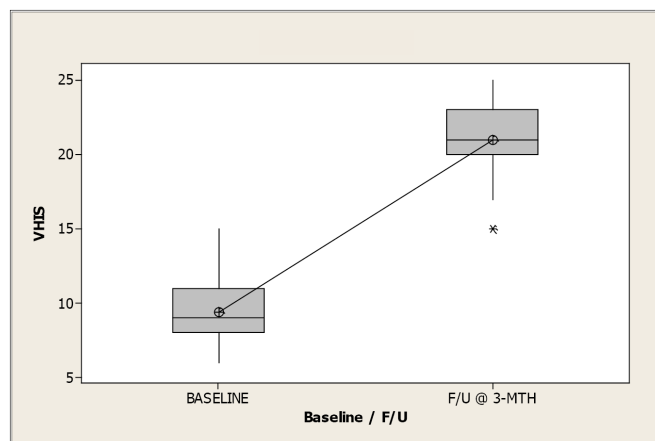 25
20
15
10
5
VHIS
BASELINE
F/U @ 3-MTH
Baseline / F/U